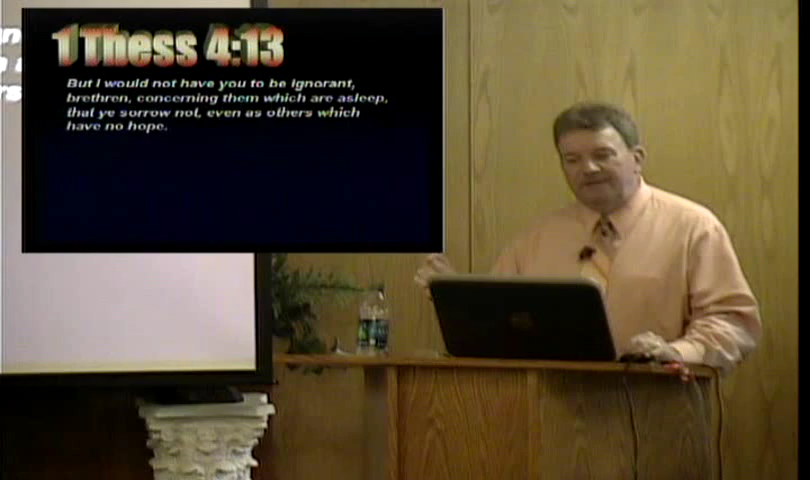 1 Thess 4:13
But I would not have you to be ignorant,
brethren, concerning them which are asleep,
that ye sorrow not, even as others which
have no hope.